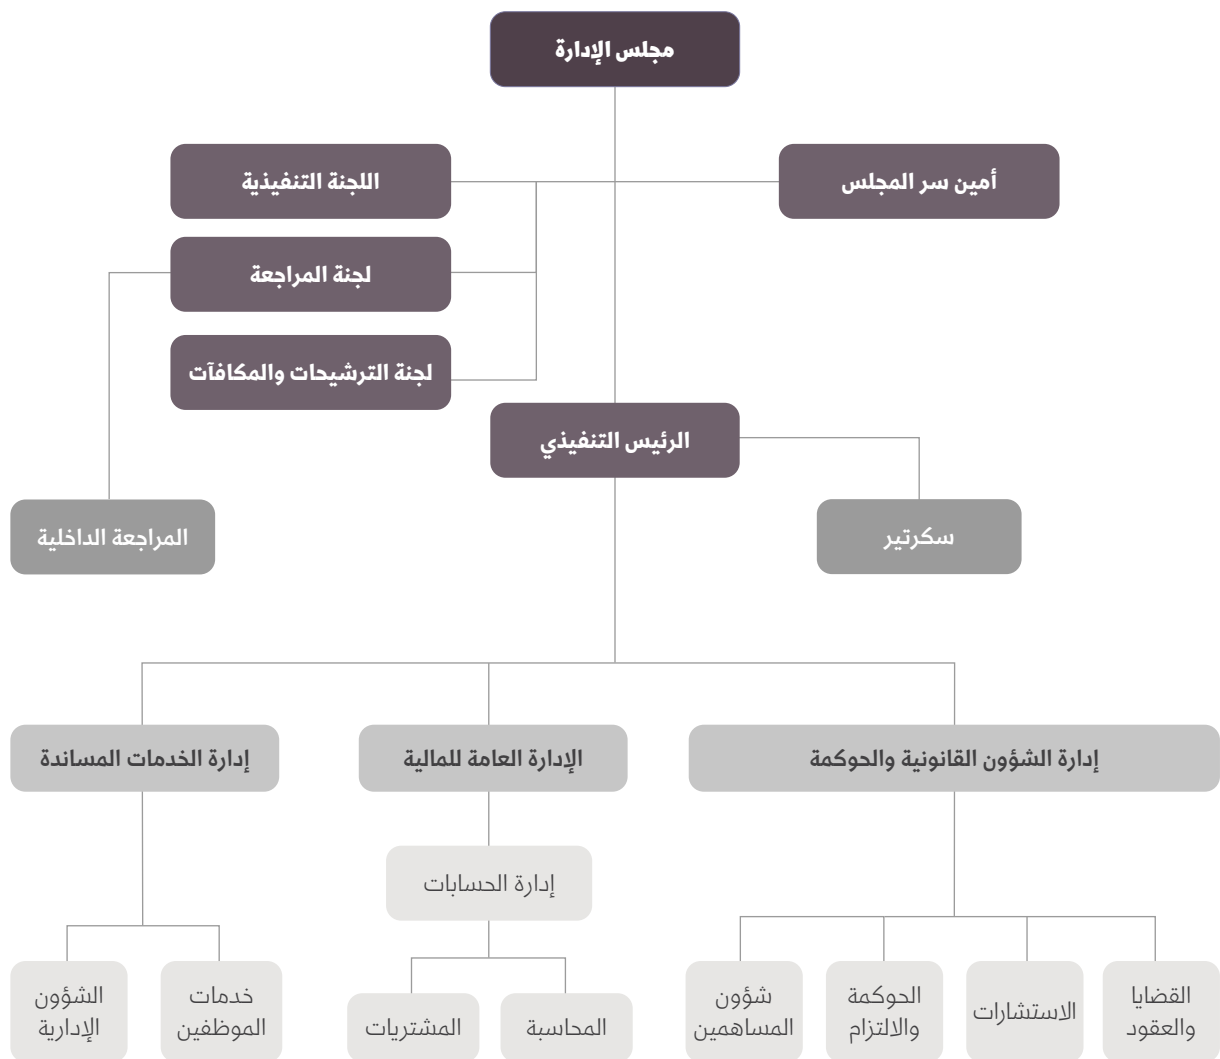 مجلس الإدارة
أمين سر المجلس
اللجنة التنفيذية
لجنة المراجعة
لجنة الترشيحات والمكافآت
الرئيس التنفيذي
سكرتير
المراجعة الداخلية
إدارة الشؤون القانونية والحوكمة
الإدارة العامة للمالية
إدارة الخدمات المساندة
إدارة الحسابات
القضايا
والعقود
الاستشارات
الحوكمة
والالتزام
شؤون
المساهمين
المحاسبة
المشتريات
خدمات
الموظفين
الشؤون
الإدارية